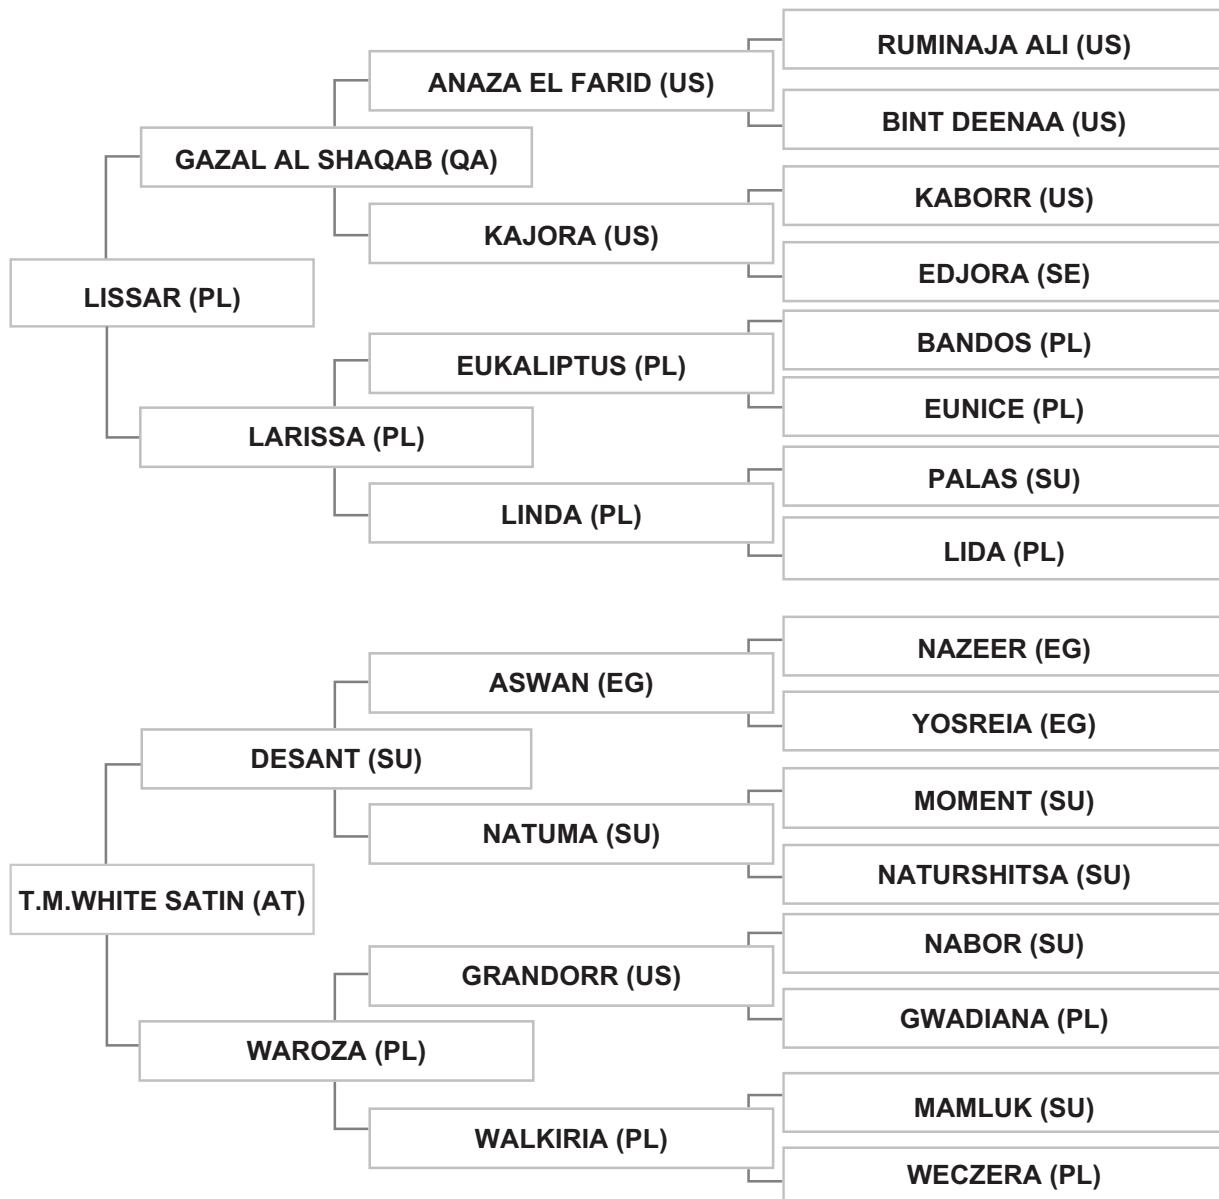 RUMINAJA ALI (US)
ANAZA EL FARID (US)
BINT DEENAA (US)
GAZAL AL SHAQAB (QA)
KABORR (US)
KAJORA (US)
EDJORA (SE)
LISSAR (PL)
BANDOS (PL)
EUKALIPTUS (PL)
EUNICE (PL)
LARISSA (PL)
PALAS (SU)
LINDA (PL)
LIDA (PL)
NAZEER (EG)
ASWAN (EG)
YOSREIA (EG)
DESANT (SU)
MOMENT (SU)
NATUMA (SU)
NATURSHITSA (SU)
T.M.WHITE SATIN (AT)
NABOR (SU)
GRANDORR (US)
GWADIANA (PL)
WAROZA (PL)
MAMLUK (SU)
WALKIRIA (PL)
WECZERA (PL)